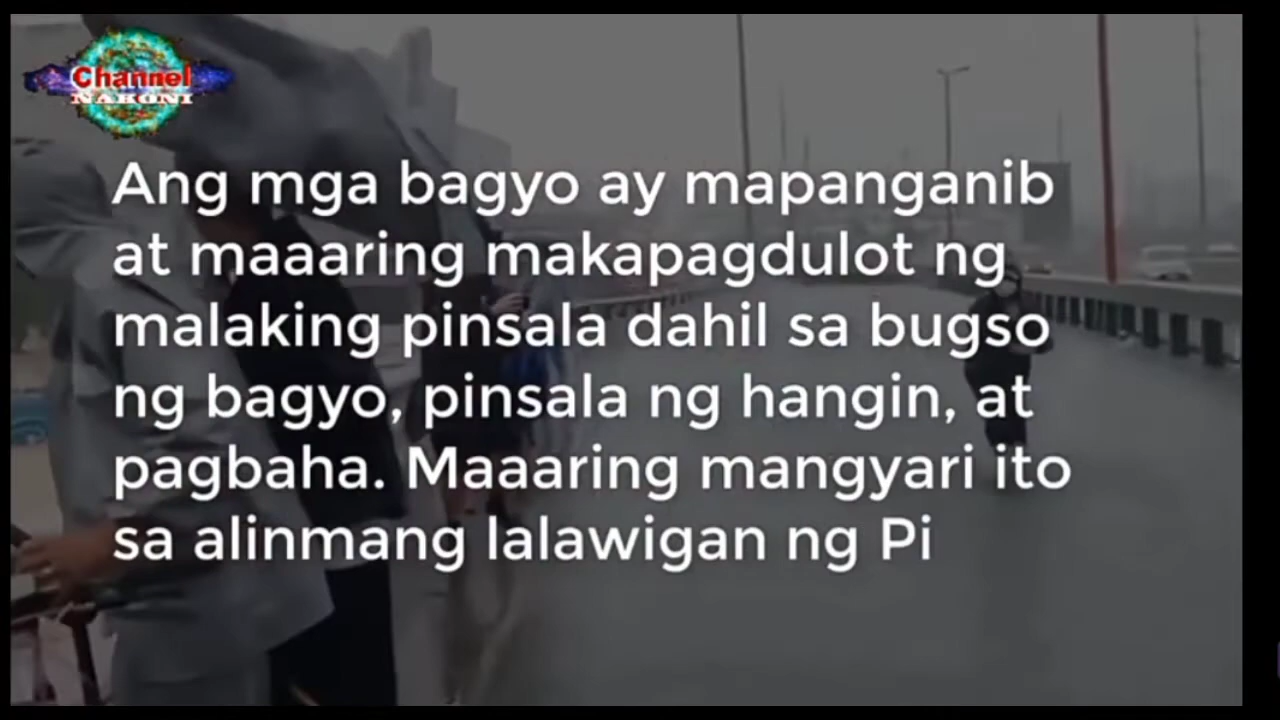 Channel
NAKONI
Ang mga bagyo ay mapanganib
at maaaring makapagdulot ng
malaking pinsala dahil sa bugso
ng bagyo, pinsala ng hangin, at
pagbaha. Maaaring mangyari ito
sa alinmang lalawigan ng Pi